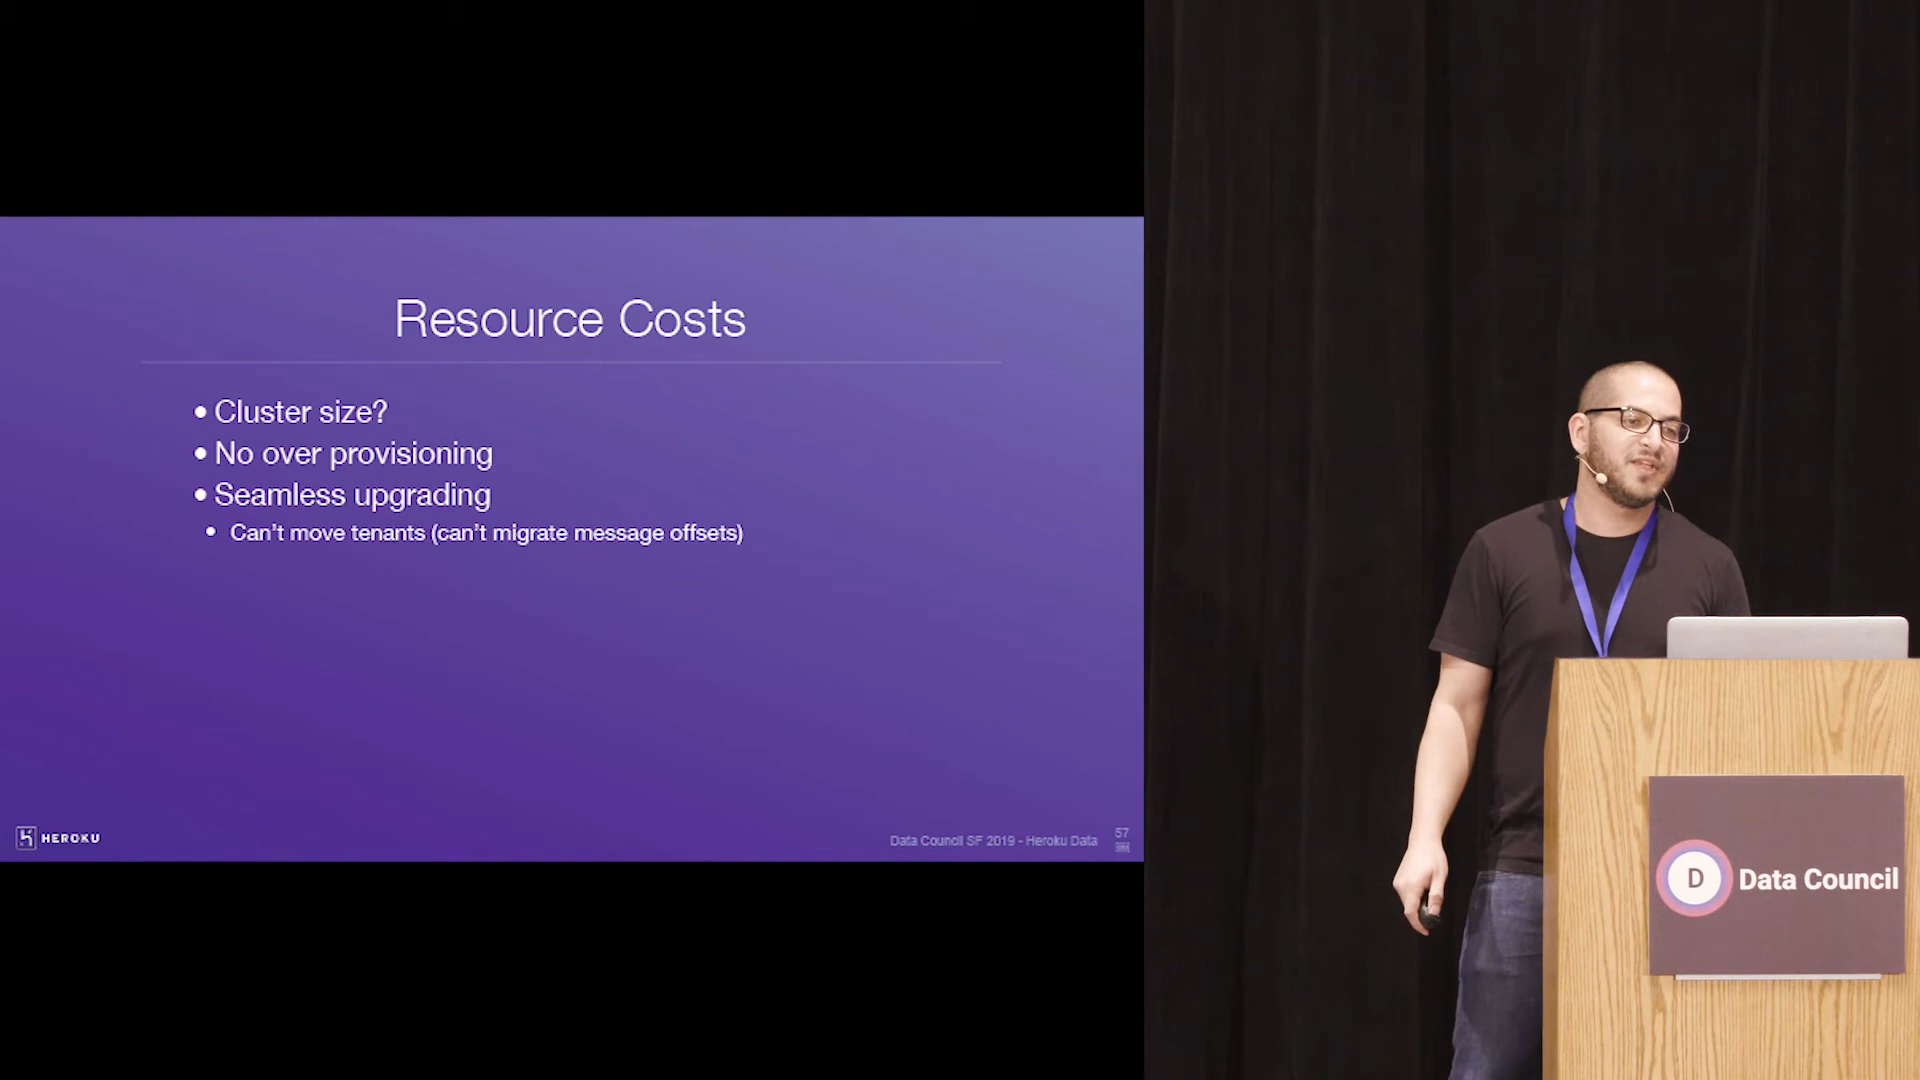 Resource Costs
• Cluster size?
• No over provisioning
• Seamless upgrading
• Can't move tenants (can't migrate message offsets)
HEROKU
Data Council SF 2019 - Heroku Data
57
D
Data Council